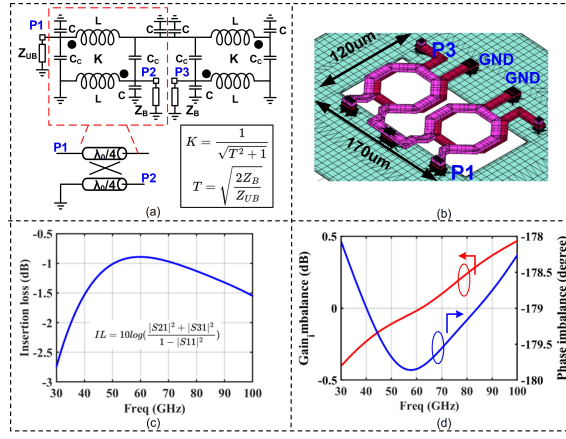 P1
L
C
C
L
Z_UB
C
C_C
C_C
C
C_C
C_C
K
P2
P3
K
C
C
L
Z_B
Z_B
L
P1
λ0/4
λ0/4
P2
K = 1/√(T² + 1)
T = √(2Z_B/Z_UB)
(a)
120um
P3
GND
GND
170um
P1
(b)
Insertion loss (dB)
-0.5
-1
-1.5
-2
-2.5
-3
IL = 10log(|S21|² + |S31|²/1 − |S11|²)
30 40 50 60 70 80 90 100
Freq (GHz)
(c)
Gain imbalance (dB)
0.5
0
-0.5
-178
-178.5
-179
-179.5
-180
Phase imbalance (degree)
30 40 50 60 70 80 90 100
Freq (GHz)
(d)